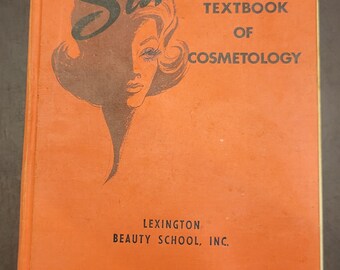 TEXTBOOK
OF
COSMETOLOGY
LEXINGTON
BEAUTY SCHOOL, INC.